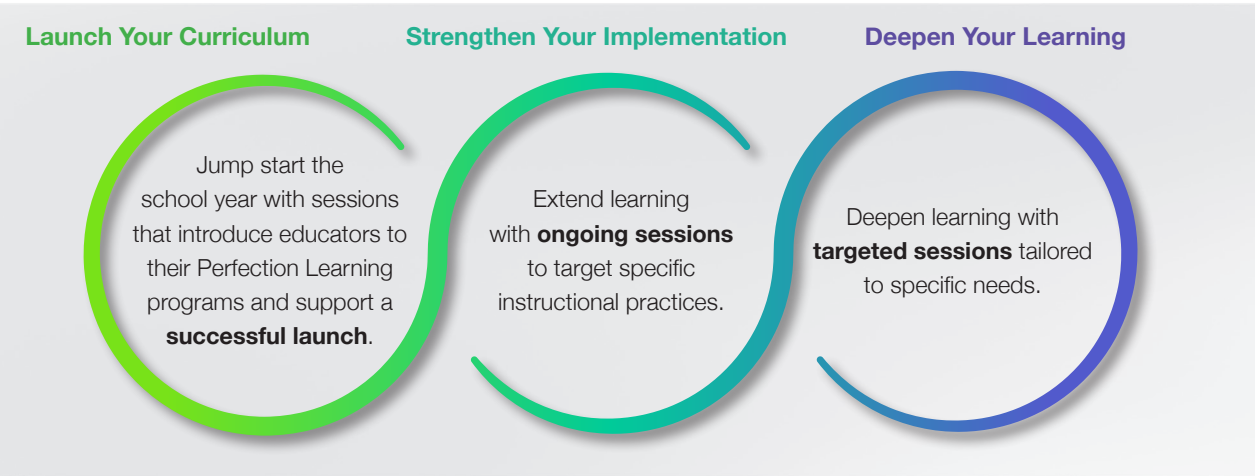 Launch Your Curriculum
Jump start the
school year with sessions
that introduce educators to
their Perfection Learning
programs and support a
successful launch.
Strengthen Your Implementation
Extend learning
with ongoing sessions
to target specific
instructional practices.
Deepen Your Learning
Deepen learning with
targeted sessions tailored
to specific needs.